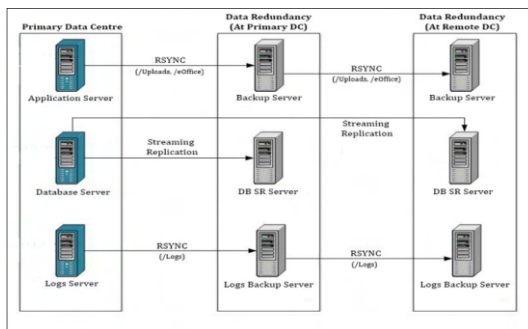 Primary Data Centre
Data Redundancy
(At Primary DC)
Data Redundancy
(At Remote DC)
RSYNC
(/Uploads, /eOffice)
RSYNC
(/Uploads, /eOffice)
Application Server
Backup Server
Backup Server
Streaming
Replication
Streaming
Replication
Database Server
DB SR Server
DB SR Server
RSYNC
(/Logs)
RSYNC
(/Logs)
Logs Server
Logs Backup Server
Logs Backup Server